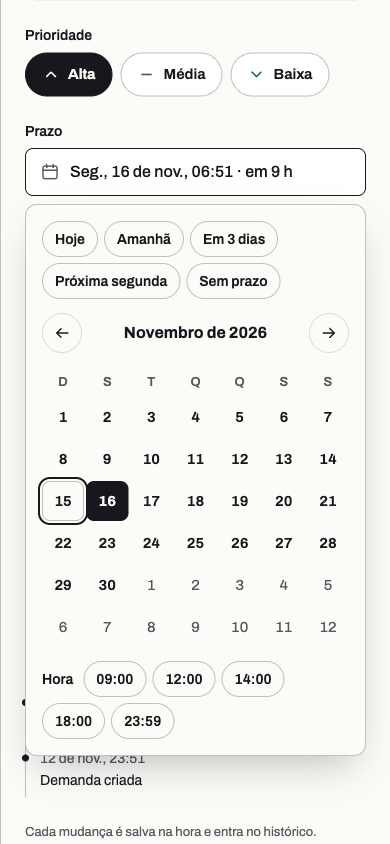 Prioridade
Alta Média Baixa
Prazo
Seg., 16 de nov., 06:51 · em 9 h
Hoje Amanhã Em 3 dias
Próxima segunda Sem prazo
Novembro de 2026
D S T Q Q S S
1 2 3 4 5 6 7
8 9 10 11 12 13 14
15 16 17 18 19 20 21
22 23 24 25 26 27 28
29 30 1 2 3 4 5
6 7 8 9 10 11 12
Hora 09:00 12:00 14:00
18:00 23:59
12 de nov., 23:51
Demanda criada
Cada mudança é salva na hora e entra no histórico.